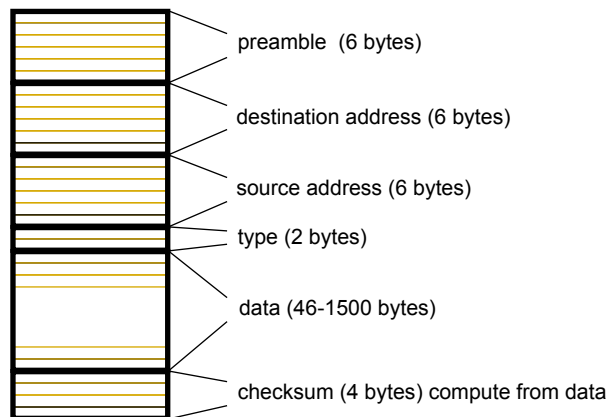 preamble  (6 bytes)
destination address (6 bytes)
source address (6 bytes)
type (2 bytes)
data (46-1500 bytes)
checksum (4 bytes) compute from data